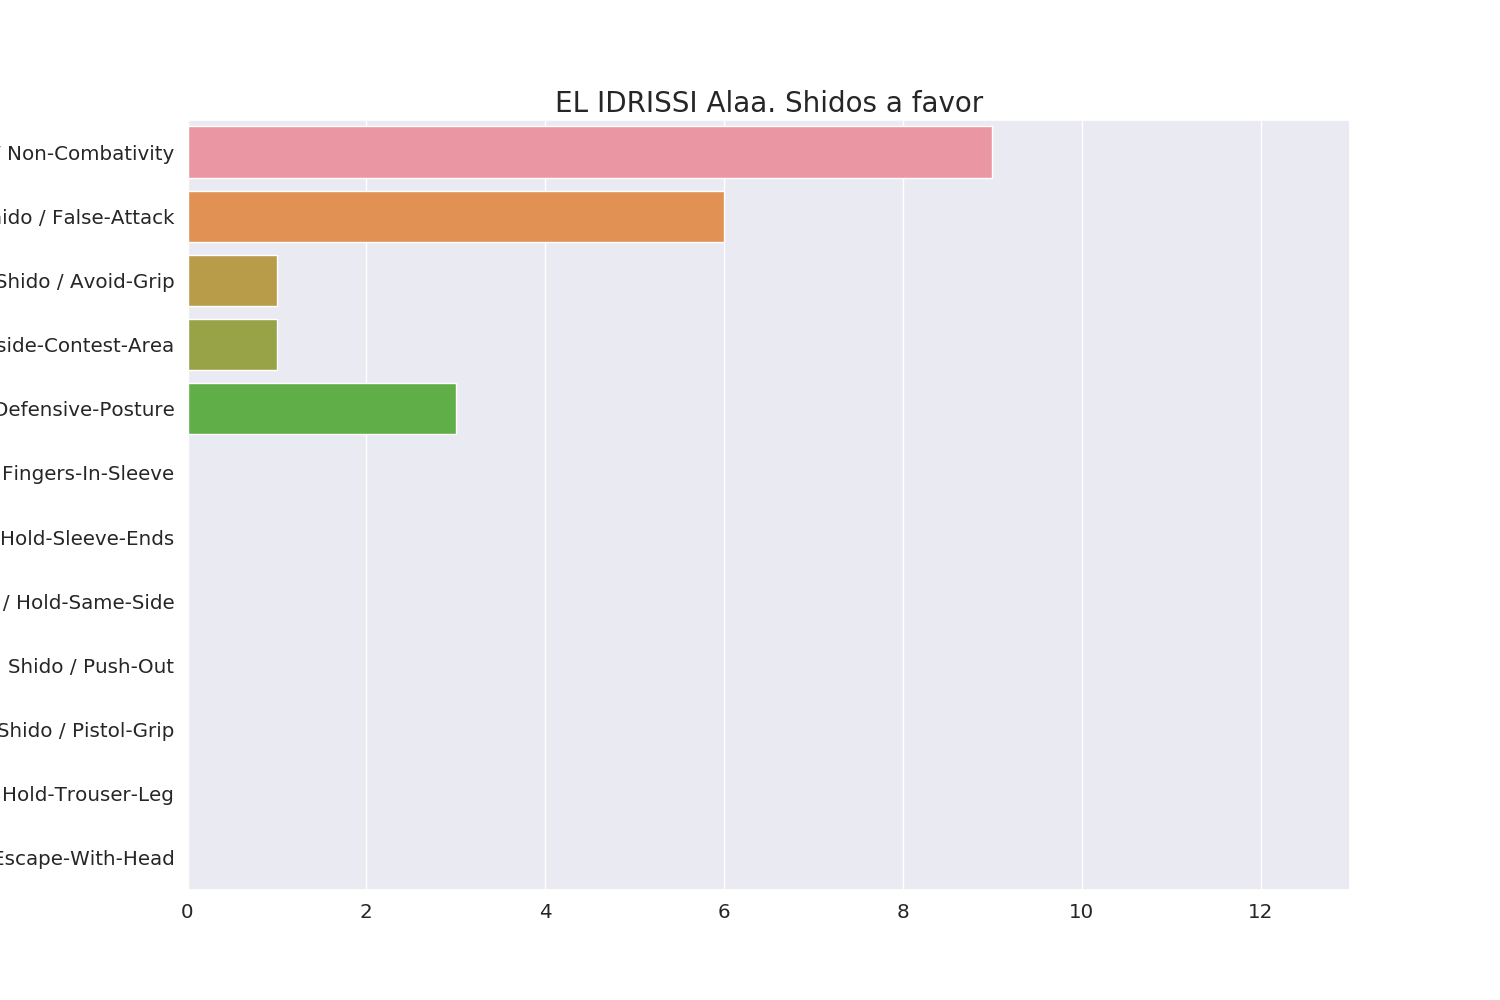 EL IDRISSI Alaa. Shidos a favor
/ Non-Combativity
/ False-Attack
Shido / Avoid-Grip
side-Contest-Area
Defensive-Posture
Fingers-In-Sleeve
Hold-Sleeve-Ends
/ Hold-Same-Side
Shido / Push-Out
Shido / Pistol-Grip
Hold-Trouser-Leg
Escape-With-Head
0 2 4 6 8 10 12